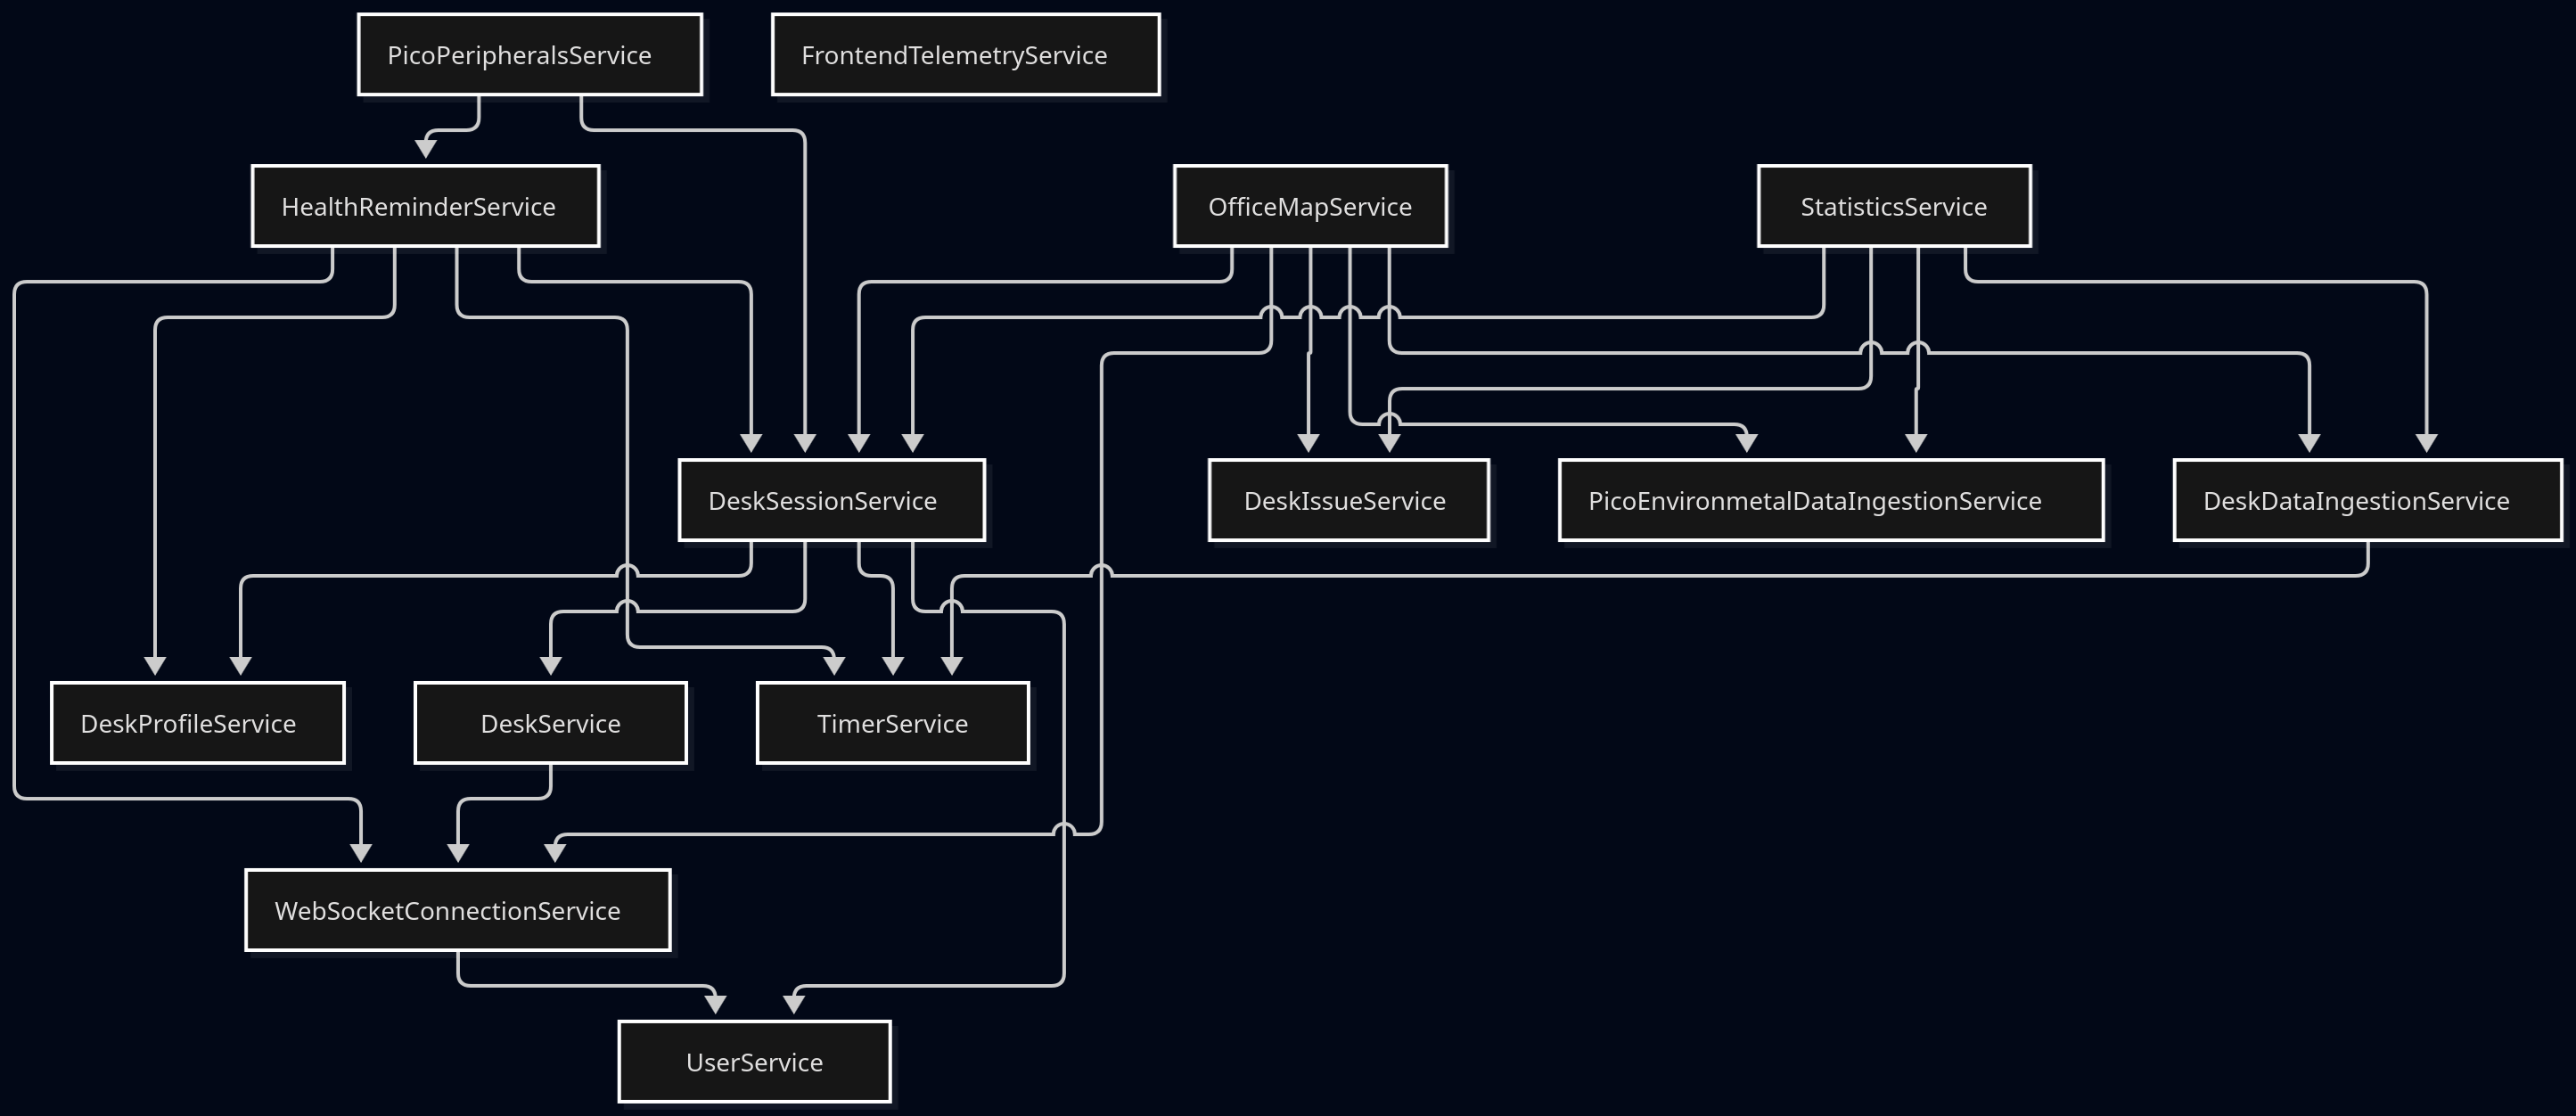 PicoPeripheralsService
FrontendTelemetryService
HealthReminderService
OfficeMapService
StatisticsService
DeskSessionService
DeskIssueService
PicoEnvironmetalDataIngestionService
DeskDataIngestionService
DeskProfileService
DeskService
TimerService
WebSocketConnectionService
UserService